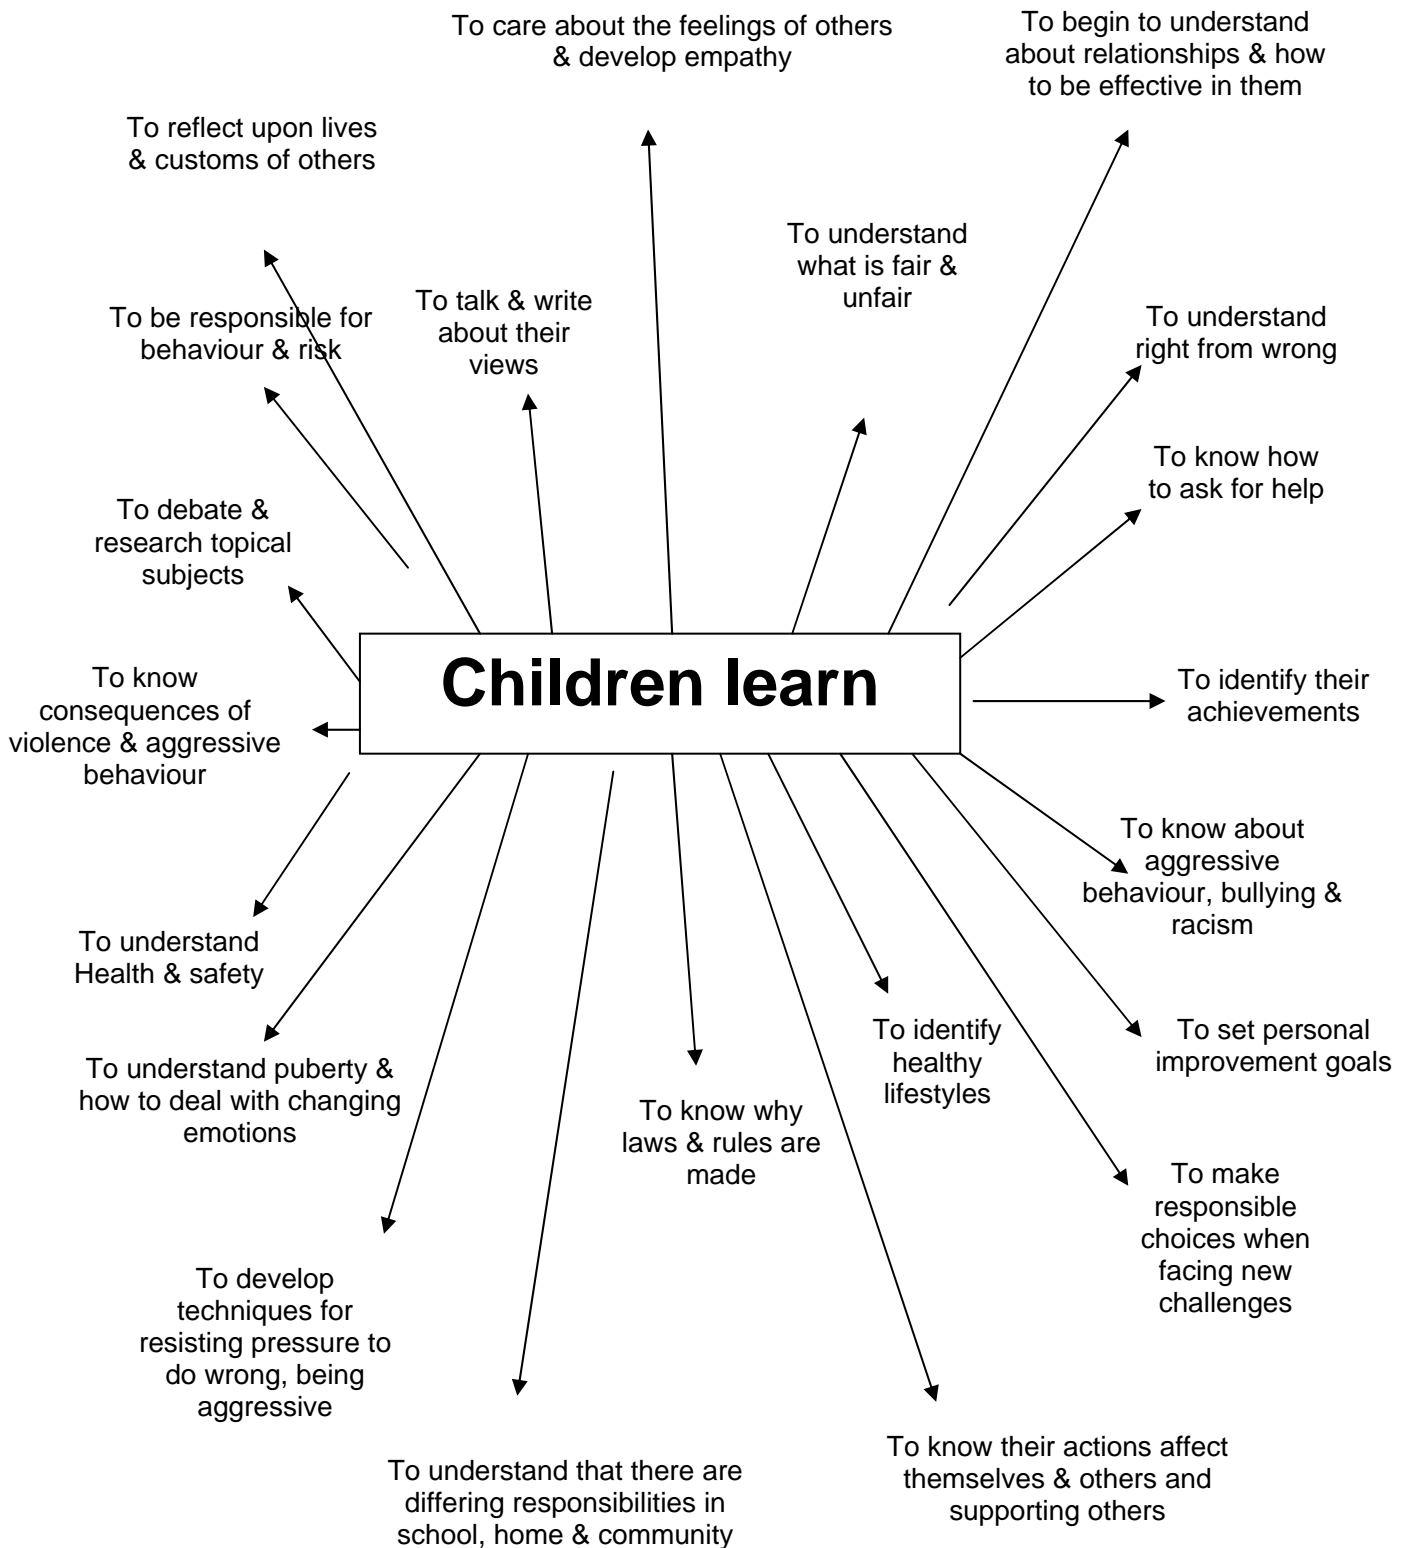 To care about the feelings of others
& develop empathy
To begin to understand
about relationships & how
to be effective in them
To reflect upon lives
& customs of others
To understand
what is fair &
unfair
To talk & write
about their
views
To be responsible for
behaviour & risk
To understand
right from wrong
To know how
to ask for help
To debate &
research topical
subjects
Children learn
To know
consequences of
violence & aggressive
behaviour
To identify their
achievements
To know about
aggressive
behaviour, bullying &
racism
To understand
Health & safety
To identify
healthy
lifestyles
To set personal
improvement goals
To understand puberty &
how to deal with changing
emotions
To know why
laws & rules are
made
To make
responsible
choices when
facing new
challenges
To develop
techniques for
resisting pressure to
do wrong, being
aggressive
To know their actions affect
themselves & others and
supporting others
To understand that there are
differing responsibilities in
school, home & community